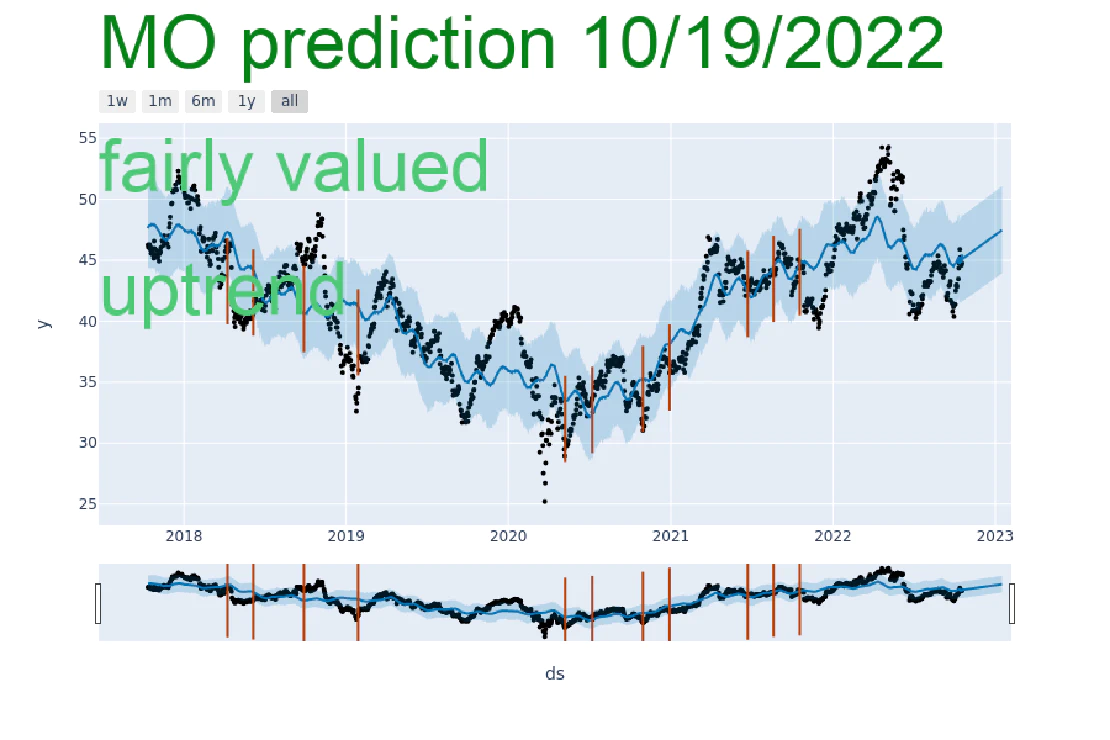 MO prediction 10/19/2022
1w 1m 6m 1y all
fairly valued
uptrend
55
50
45
40
35
30
25
y
2018 2019 2020 2021 2022 2023
ds